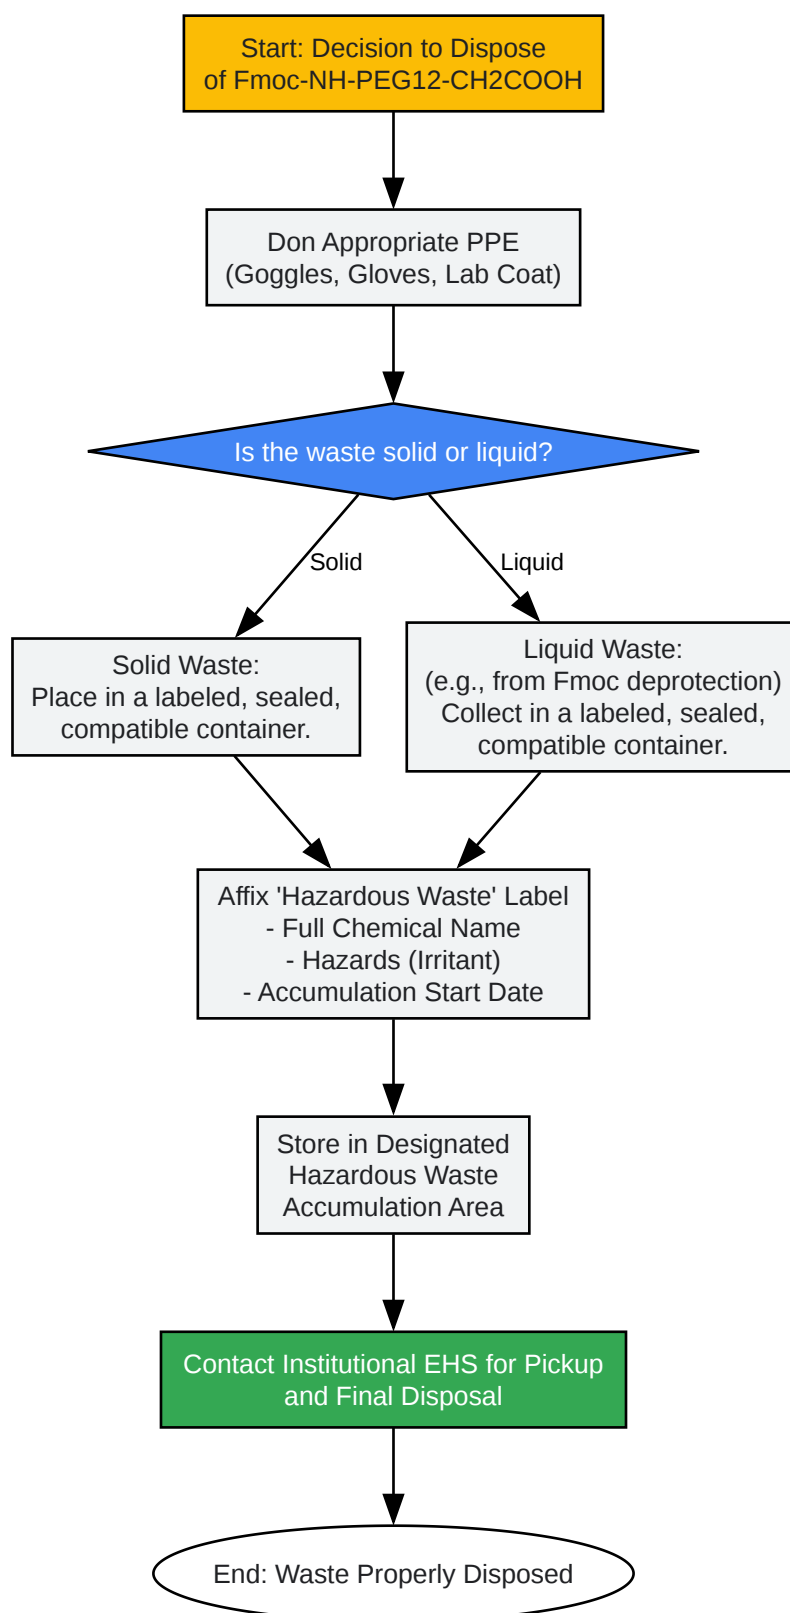 Start: Decision to Dispose
of Fmoc-NH-PEG12-CH2COOH
Don Appropriate PPE
(Goggles, Gloves, Lab Coat)
Is the waste solid or liquid?
Solid
Liquid
Solid Waste:
Place in a labeled, sealed,
compatible container.
Liquid Waste:
(e.g., from Fmoc deprotection)
Collect in a labeled, sealed,
compatible container.
Affix 'Hazardous Waste' Label
- Full Chemical Name
- Hazards (Irritant)
- Accumulation Start Date
Store in Designated
Hazardous Waste
Accumulation Area
Contact Institutional EHS for Pickup
and Final Disposal
End: Waste Properly Disposed